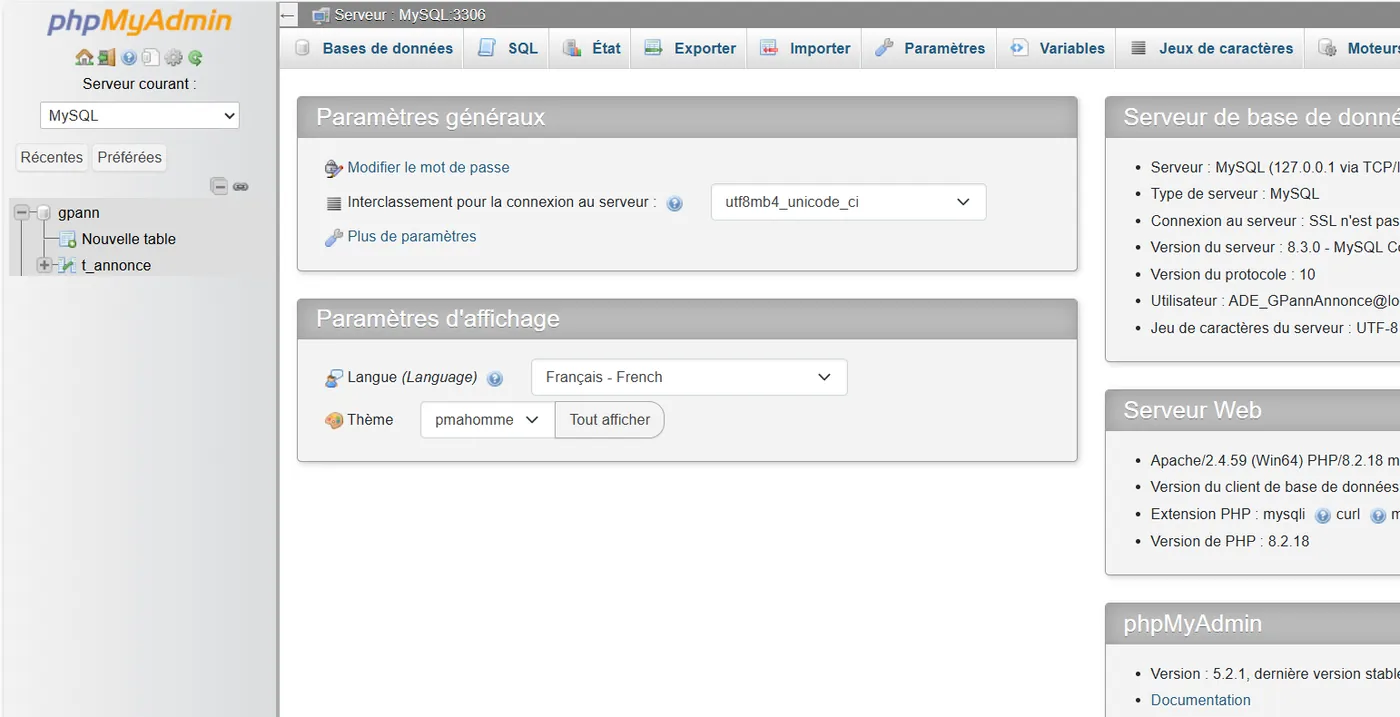 phpMyAdmin
Serveur courant :
MySQL
Récentes Préférées
gpann
Nouvelle table
t_annonce
Serveur : MySQL:3306
Bases de données SQL État Exporter Importer Paramètres Variables Jeux de caractères Moteurs
Paramètres généraux
Modifier le mot de passe
Interclassement pour la connexion au serveur : utf8mb4_unicode_ci
Plus de paramètres
Paramètres d'affichage
Langue (Language) Français - French
Thème pmahomme Tout afficher
Serveur de base de donné
• Serveur : MySQL (127.0.0.1 via TCP/I
• Type de serveur : MySQL
• Connexion au serveur : SSL n'est pas
• Version du serveur : 8.3.0 - MySQL Co
• Version du protocole : 10
• Utilisateur : ADE_GPannAnnonce@lo
• Jeu de caractères du serveur : UTF-8
Serveur Web
• Apache/2.4.59 (Win64) PHP/8.2.18 m
• Version du client de base de données
• Extension PHP : mysqli curl m
• Version de PHP : 8.2.18
phpMyAdmin
• Version : 5.2.1, dernière version stable
• Documentation